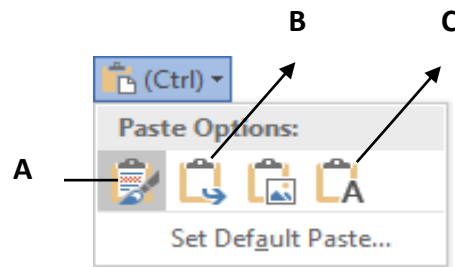 B
C
(Ctrl)
Paste Options:
A
Set Default Paste...